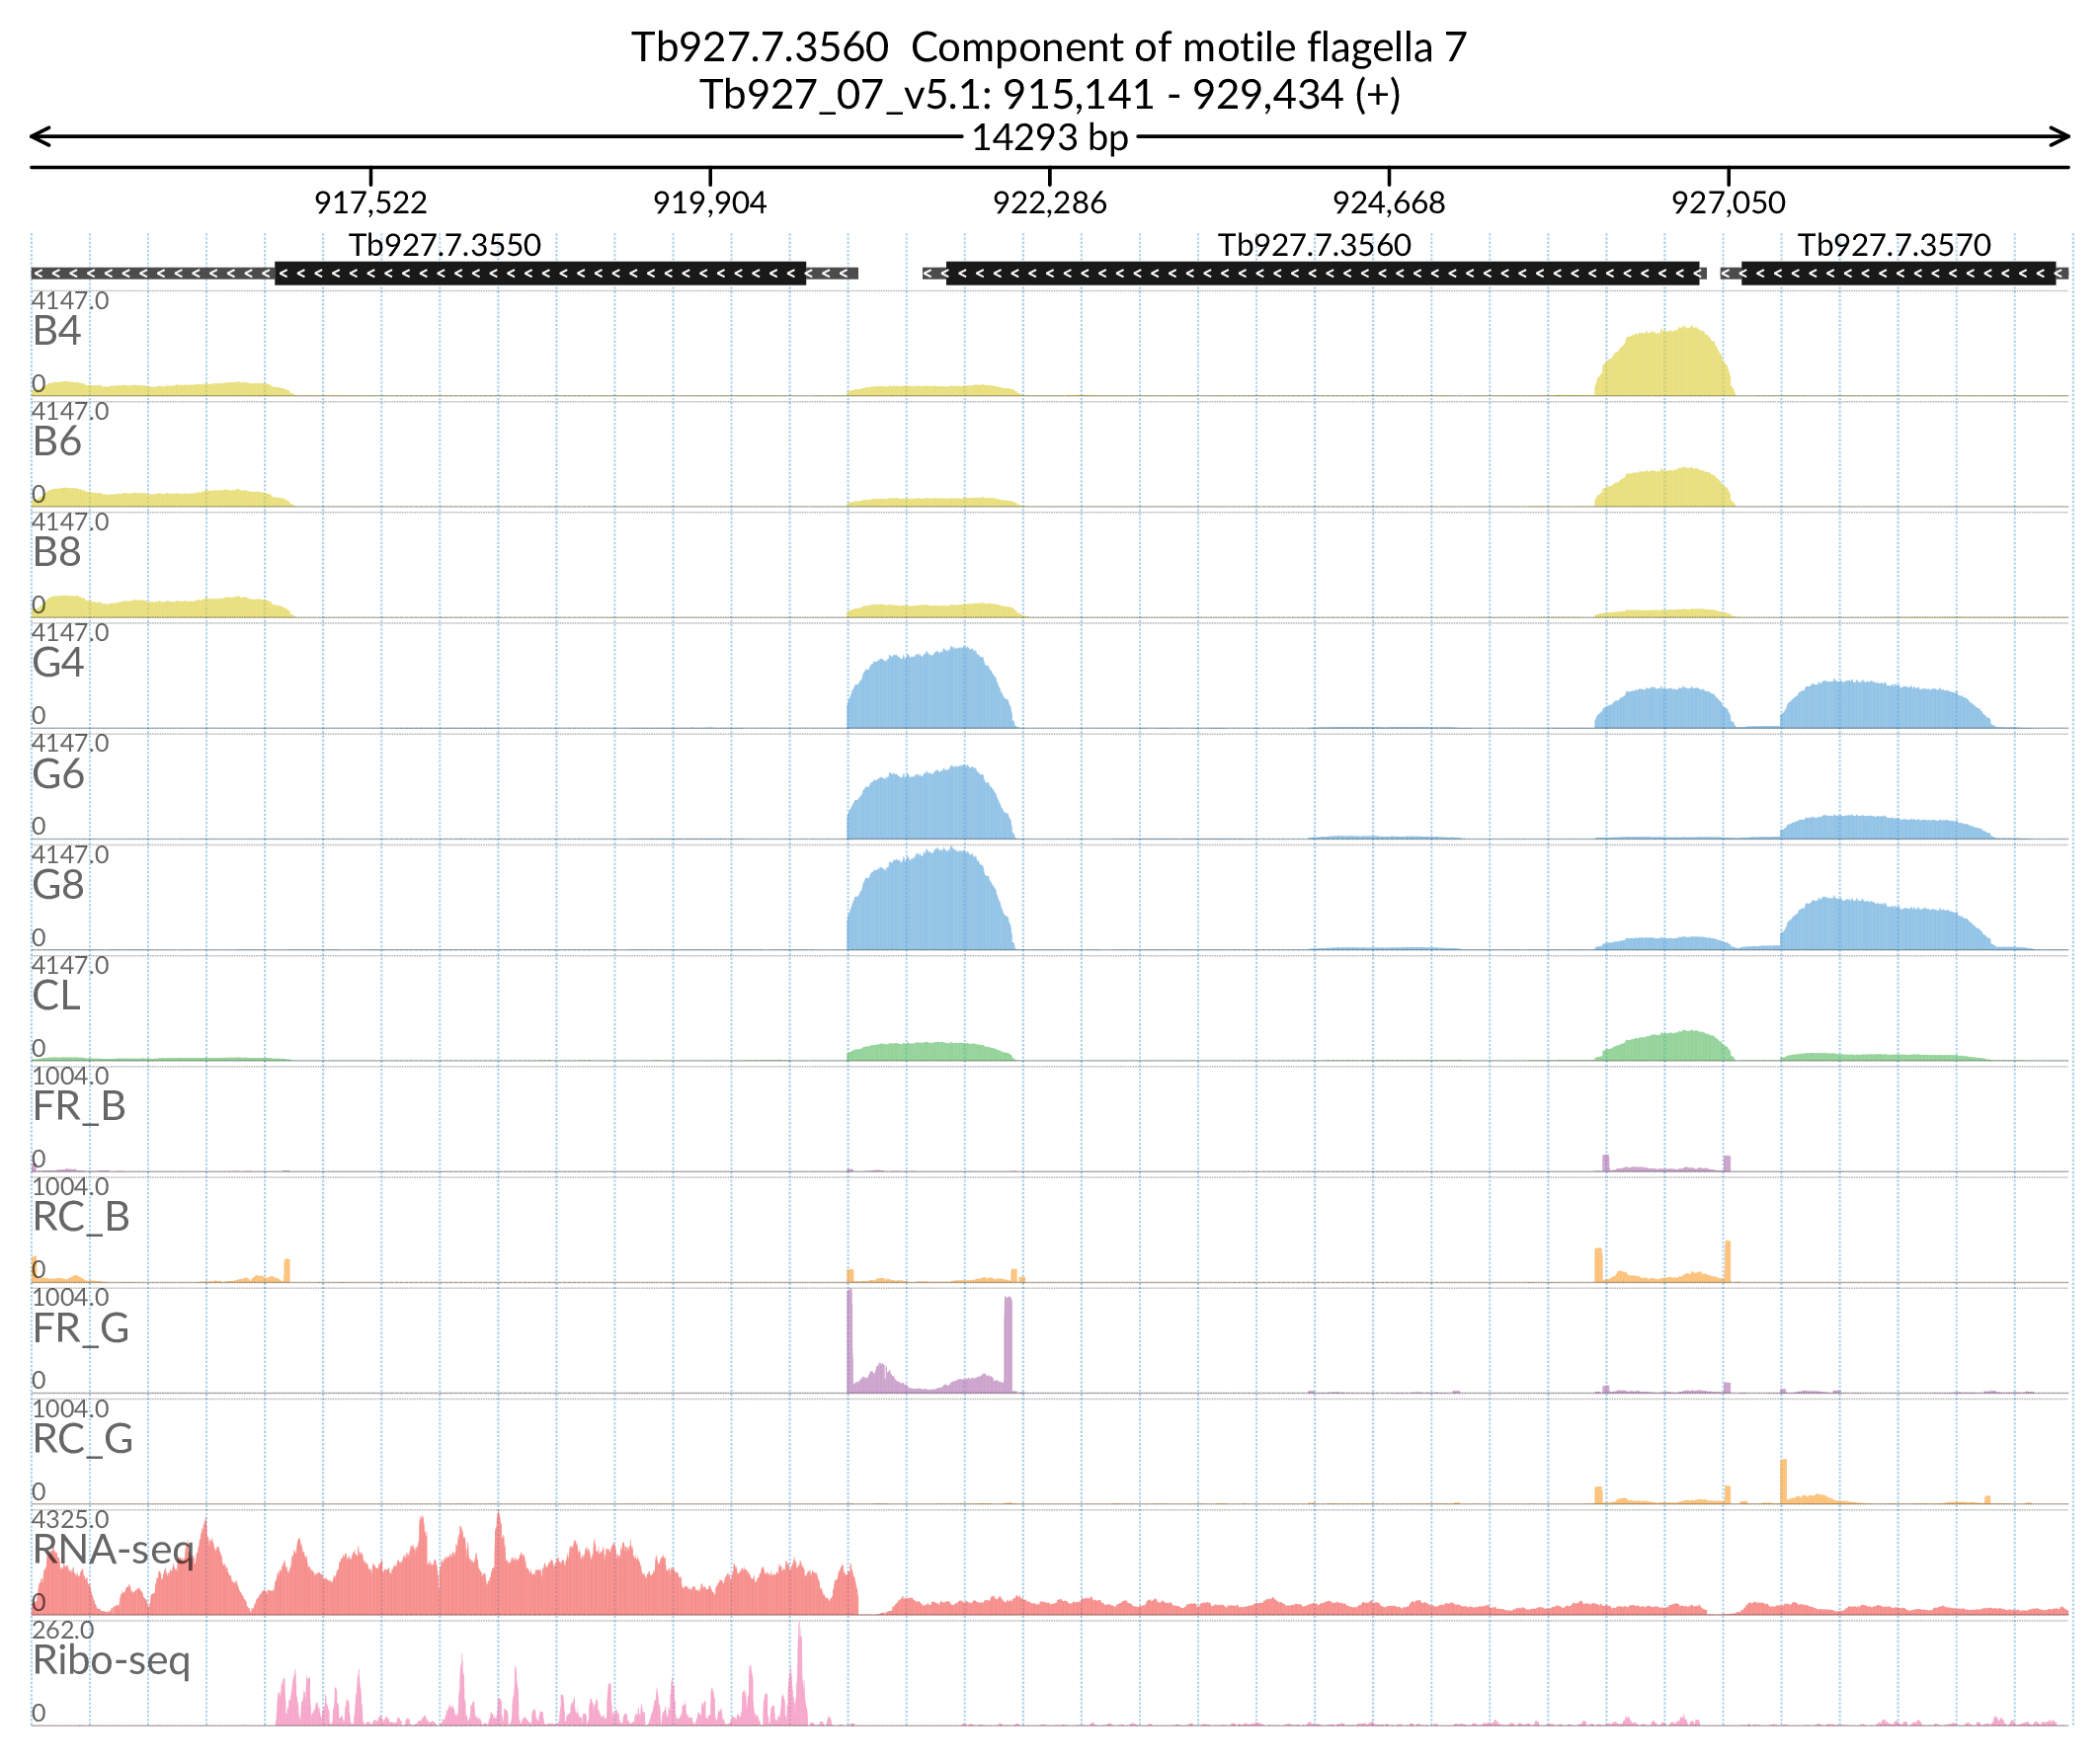 Tb927.7.3560  Component of motile flagella 7
Tb927_07_v5.1: 915,141 - 929,434 (+)
14293 bp
917,522 919,904 922,286 924,668 927,050
Tb927.7.3550 Tb927.7.3560 Tb927.7.3570
4147.0
B4
0
4147.0
B6
0
4147.0
B8
0
4147.0
G4
0
4147.0
G6
0
4147.0
G8
0
4147.0
CL
0
1004.0
FR_B
0
1004.0
RC_B
0
1004.0
FR_G
0
1004.0
RC_G
0
4325.0
RNA-seq
0
262.0
Ribo-seq
0